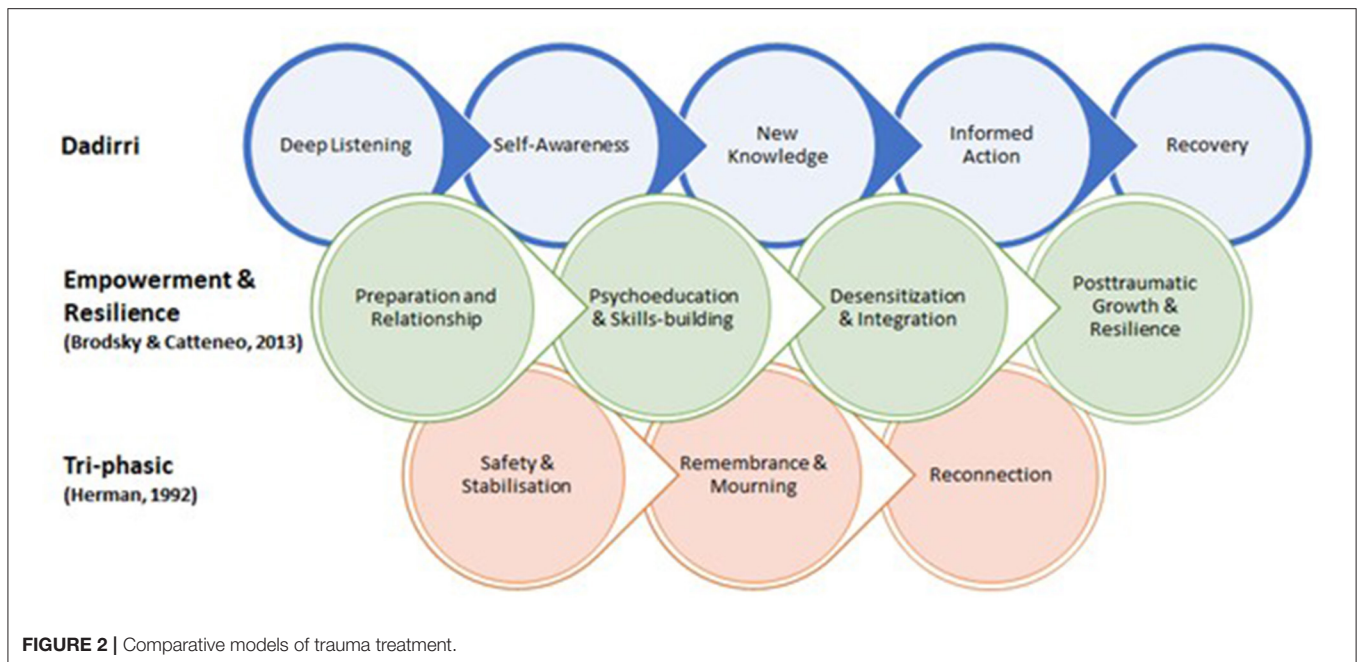 Dadirri
Deep Listening
Self-Awareness
New
Knowledge
Informed
Action
Recovery
Empowerment &
Resilience
(Brodsky & Catteneo, 2013)
Preparation and
Relationship
Psychoeducation
& Skills-building
Desensitization
& Integration
Posttraumatic
Growth &
Resilience
Tri-phasic
(Herman, 1992)
Safety &
Stabilisation
Remembrance &
Mourning
Reconnection
FIGURE 2 | Comparative models of trauma treatment.